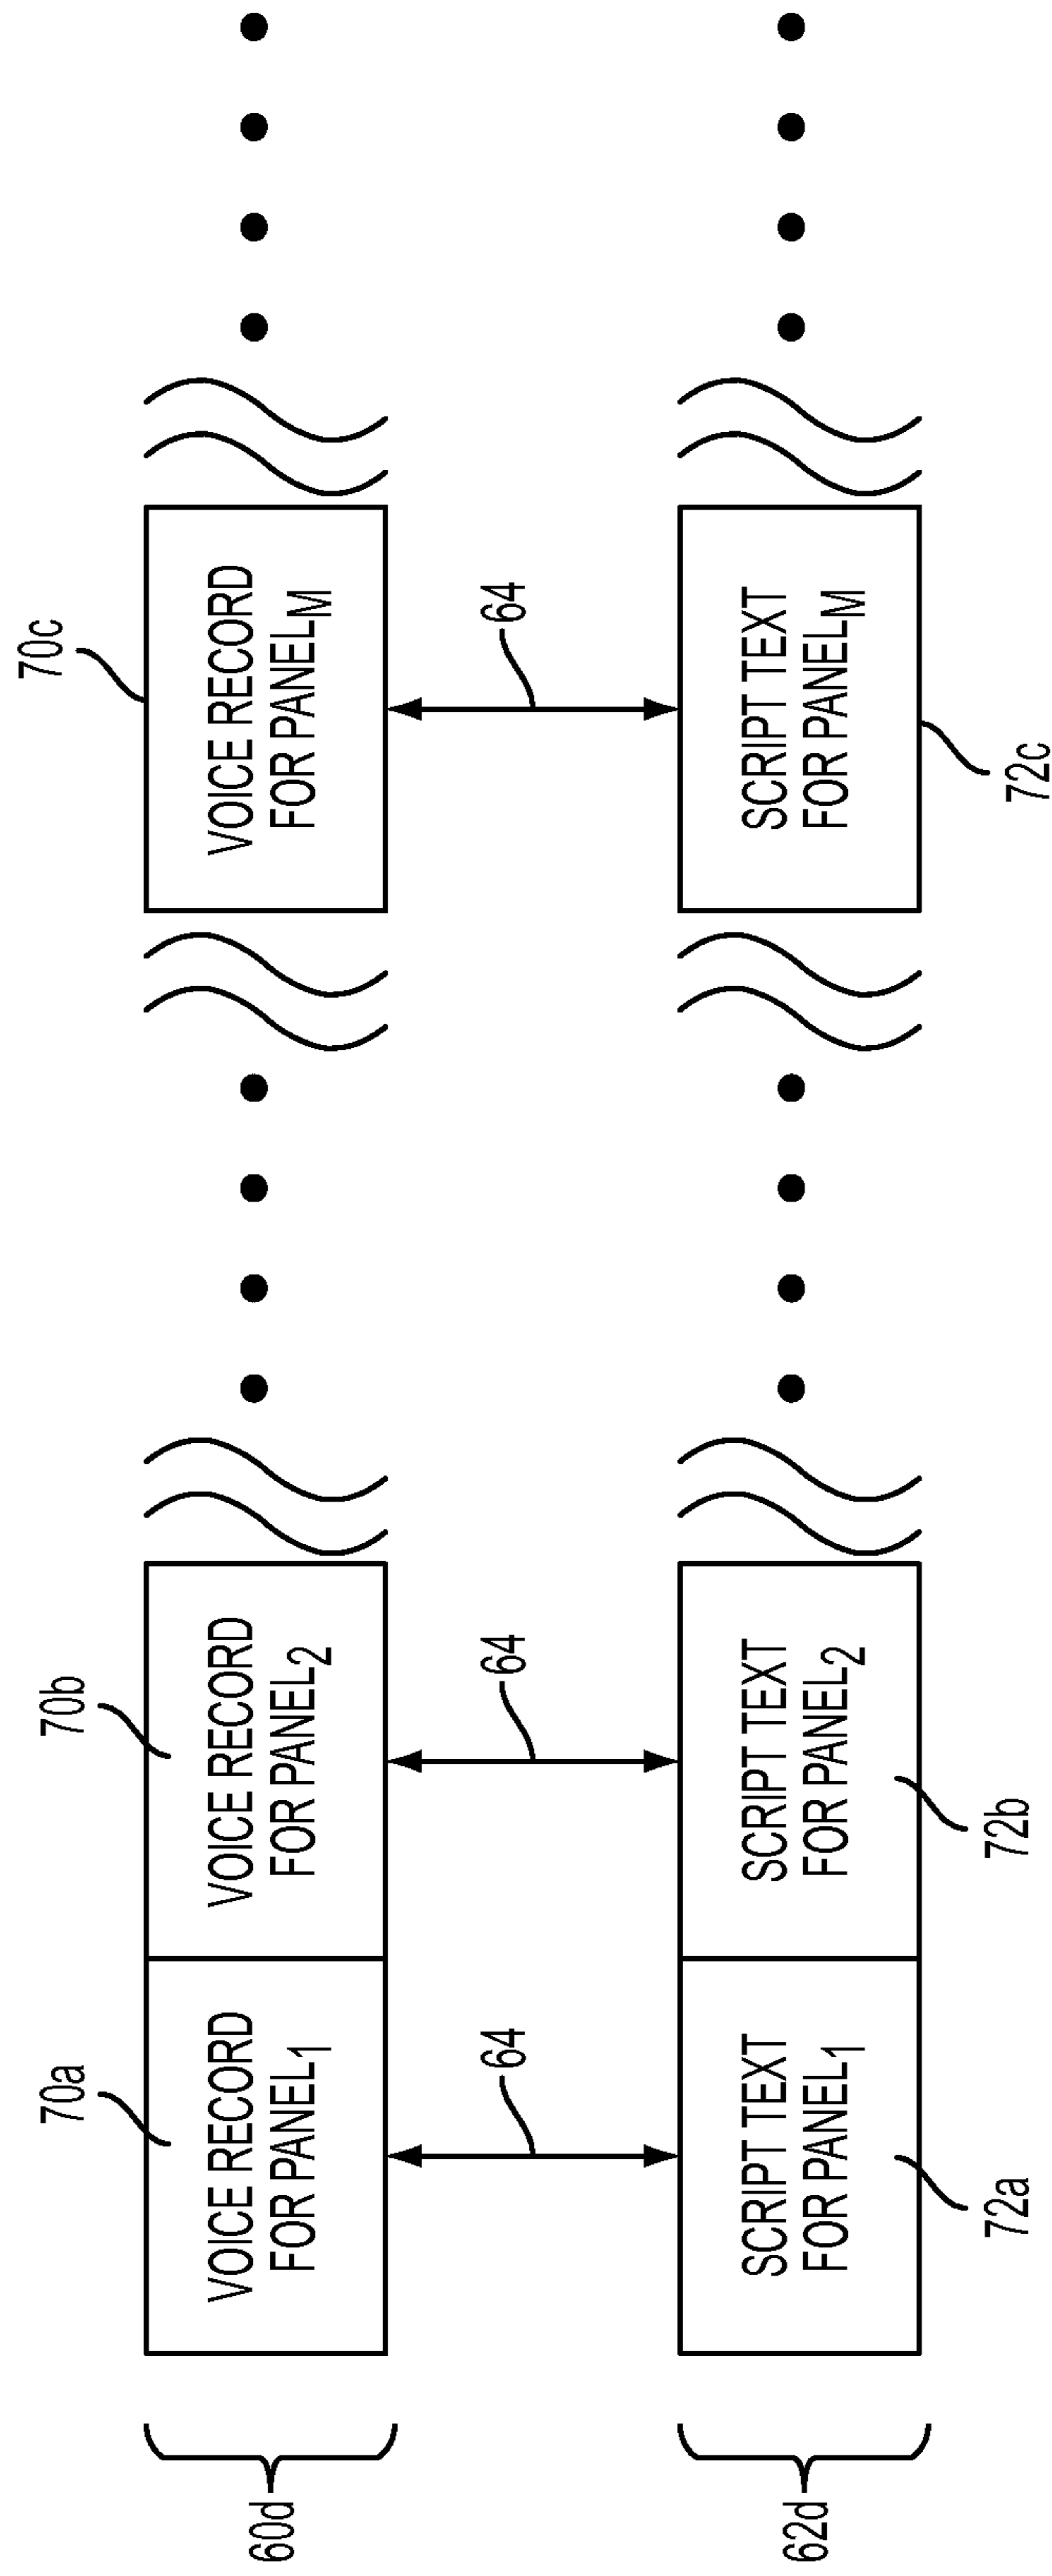 70a
70b
70c
VOICE RECORD
FOR PANEL1
VOICE RECORD
FOR PANEL2
VOICE RECORD
FOR PANELM
60d
64
64
64
SCRIPT TEXT
FOR PANEL1
SCRIPT TEXT
FOR PANEL2
SCRIPT TEXT
FOR PANELM
62d
72a
72b
72c